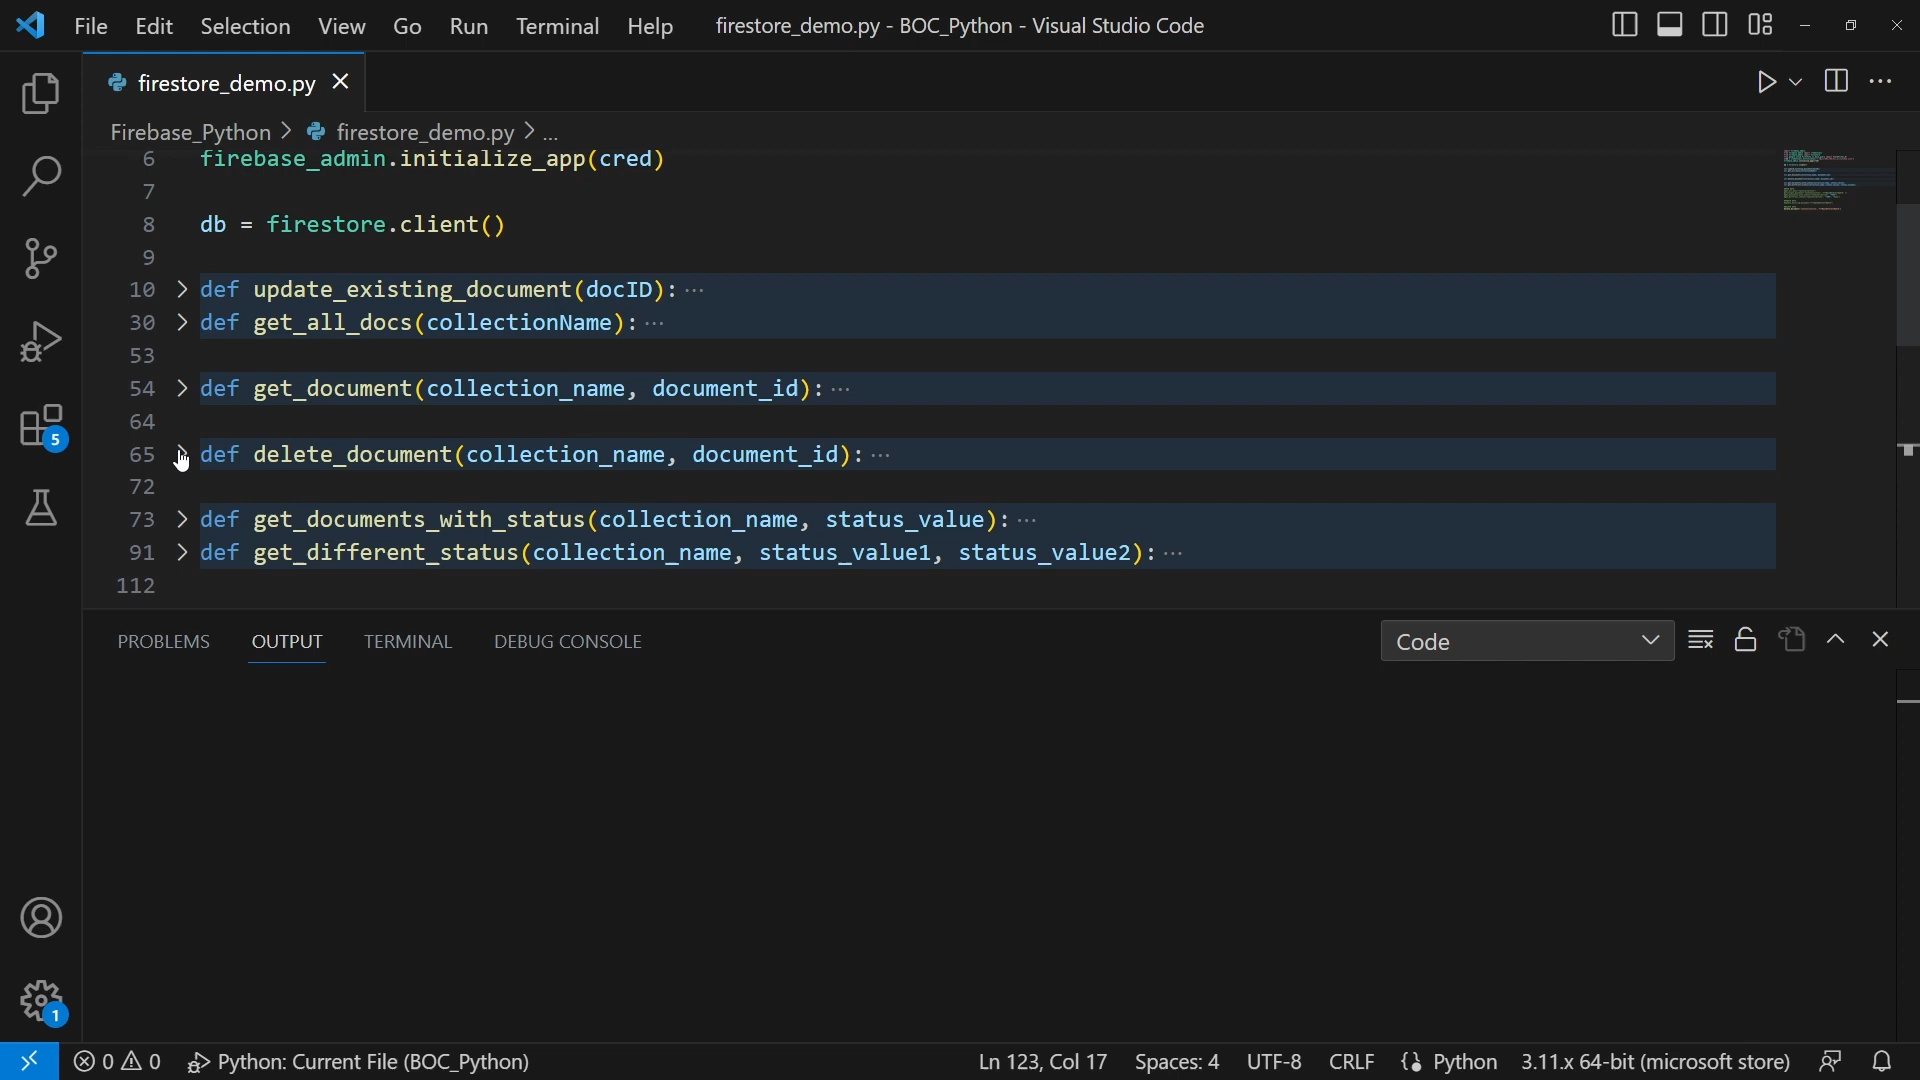 File Edit Selection View Go Run Terminal Help firestore_demo.py - BOC_Python - Visual Studio Code
firestore_demo.py
Firebase_Python > firestore_demo.py > ...
6 firebase_admin.initialize_app(cred)
7
8 db = firestore.client()
9
10 > def update_existing_document(docID): ···
30 > def get_all_docs(collectionName): ···
53
54 > def get_document(collection_name, document_id): ···
64
65 > def delete_document(collection_name, document_id): ···
72
73 > def get_documents_with_status(collection_name, status_value): ···
91 > def get_different_status(collection_name, status_value1, status_value2): ···
112
5
PROBLEMS OUTPUT TERMINAL DEBUG CONSOLE Code
1
0 0 Python: Current File (BOC_Python) Ln 123, Col 17 Spaces: 4 UTF-8 CRLF Python 3.11.x 64-bit (microsoft store)